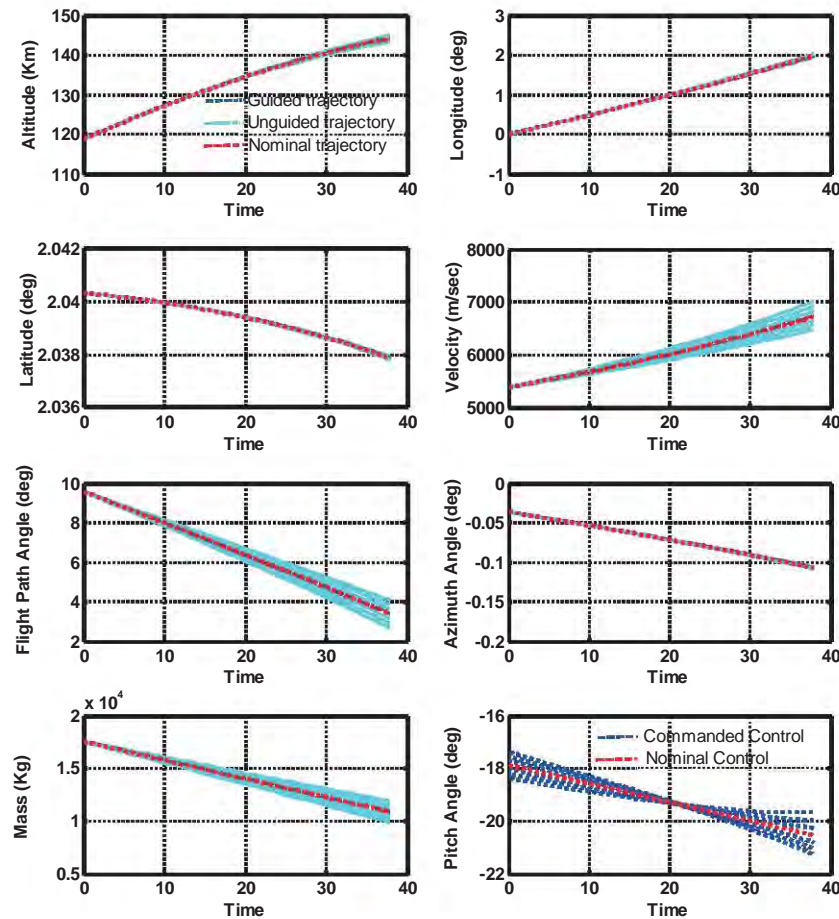 150
140
130
120
110
Altitude (Km)
Guided trajectory
Unguided trajectory
Nominal trajectory
0 10 20 30 40
Time
3
2
1
0
-1
Longitude (deg)
0 10 20 30 40
Time
2.042
2.04
2.038
2.036
Latitude (deg)
0 10 20 30 40
Time
8000
7000
6000
5000
Velocity (m/sec)
0 10 20 30 40
Time
10
8
6
4
2
Flight Path Angle (deg)
0 10 20 30 40
Time
0
-0.05
-0.1
-0.15
-0.2
Azimuth Angle (deg)
0 10 20 30 40
Time
x 10⁴
2
1.5
1
0.5
Mass (Kg)
0 10 20 30 40
Time
-16
-18
-20
-22
Pitch Angle (deg)
Commanded Control
Nominal Control
0 10 20 30 40
Time